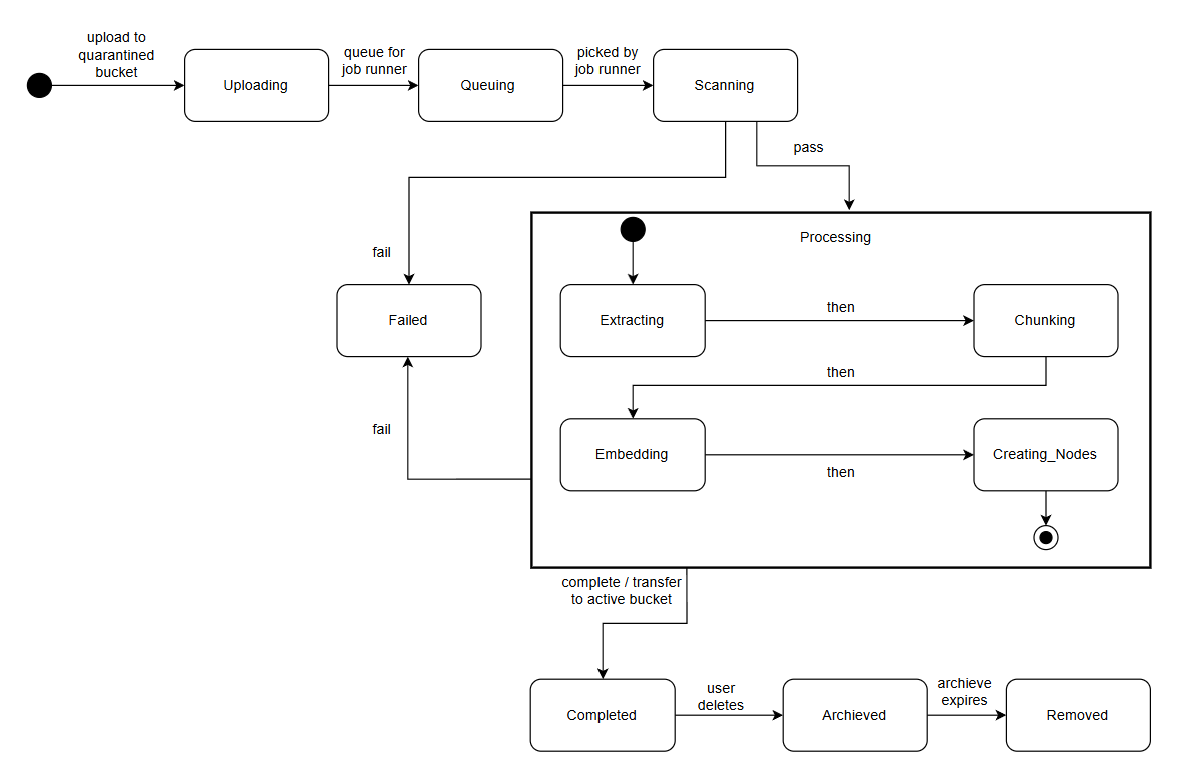 upload to
quarantined
bucket
Uploading
queue for
job runner
Queuing
picked by
job runner
Scanning
pass
fail
Processing
Failed
Extracting
then
Chunking
then
fail
Embedding
then
Creating_Nodes
complete / transfer
to active bucket
Completed
user
deletes
Archieved
archieve
expires
Removed